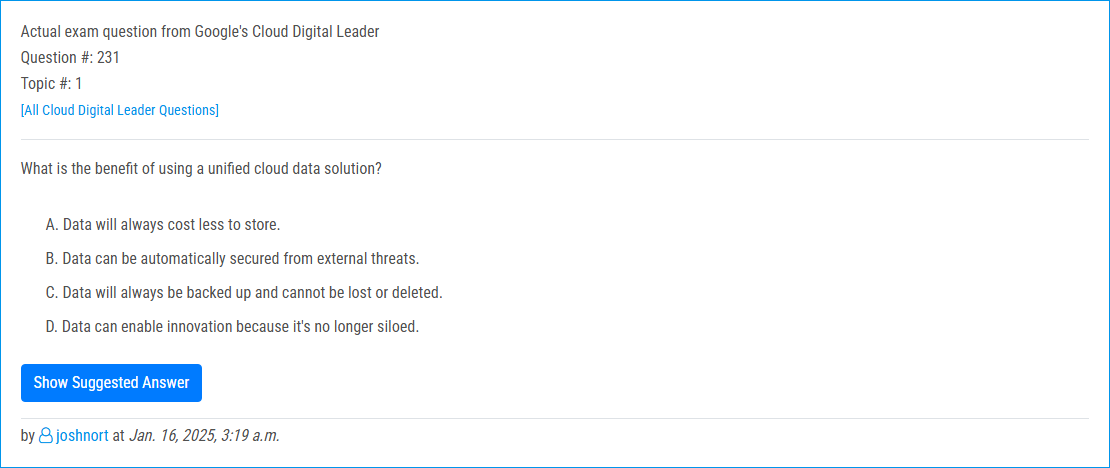 Actual exam question from Google's Cloud Digital Leader
Question #: 231
Topic #: 1
[All Cloud Digital Leader Questions]
What is the benefit of using a unified cloud data solution?
A. Data will always cost less to store.
B. Data can be automatically secured from external threats.
C. Data will always be backed up and cannot be lost or deleted.
D. Data can enable innovation because it's no longer siloed.
Show Suggested Answer
by joshnort at Jan. 16, 2025, 3:19 a.m.